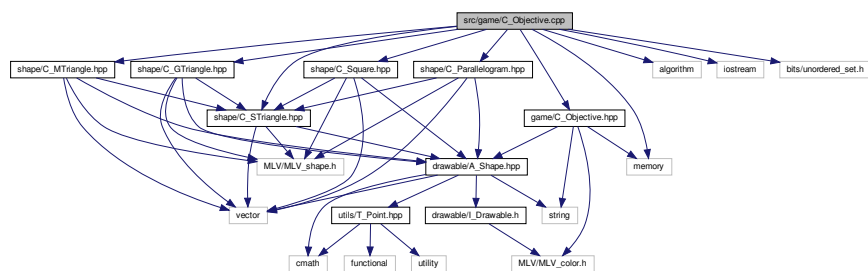 src/game/C_Objective.cpp
shape/C_MTriangle.hpp
shape/C_GTriangle.hpp
shape/C_Square.hpp
shape/C_Parallelogram.hpp
algorithm
iostream
bits/unordered_set.h
shape/C_STriangle.hpp
game/C_Objective.hpp
MLV/MLV_shape.h
drawable/A_Shape.hpp
memory
vector
utils/T_Point.hpp
drawable/I_Drawable.h
string
cmath
functional
utility
MLV/MLV_color.h